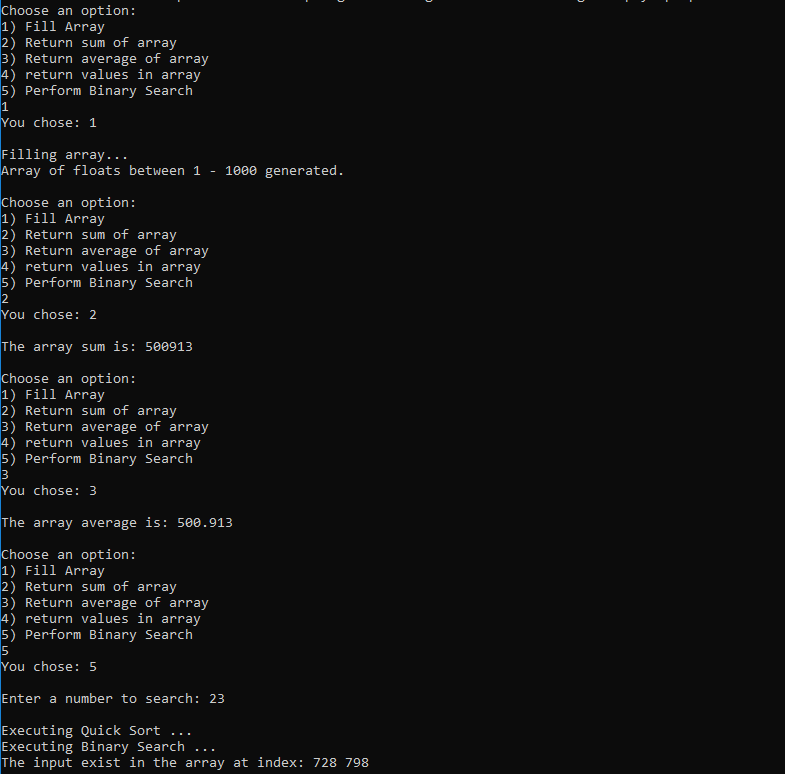 Choose an option:
1) Fill Array
2) Return sum of array
3) Return average of array
4) return values in array
5) Perform Binary Search
1
You chose: 1
Filling array...
Array of floats between 1 - 1000 generated.
Choose an option:
1) Fill Array
2) Return sum of array
3) Return average of array
4) return values in array
5) Perform Binary Search
2
You chose: 2
The array sum is: 500913
Choose an option:
1) Fill Array
2) Return sum of array
3) Return average of array
4) return values in array
5) Perform Binary Search
3
You chose: 3
The array average is: 500.913
Choose an option:
1) Fill Array
2) Return sum of array
3) Return average of array
4) return values in array
5) Perform Binary Search
5
You chose: 5
Enter a number to search: 23
Executing Quick Sort ...
Executing Binary Search ...
The input exist in the array at index: 728 798